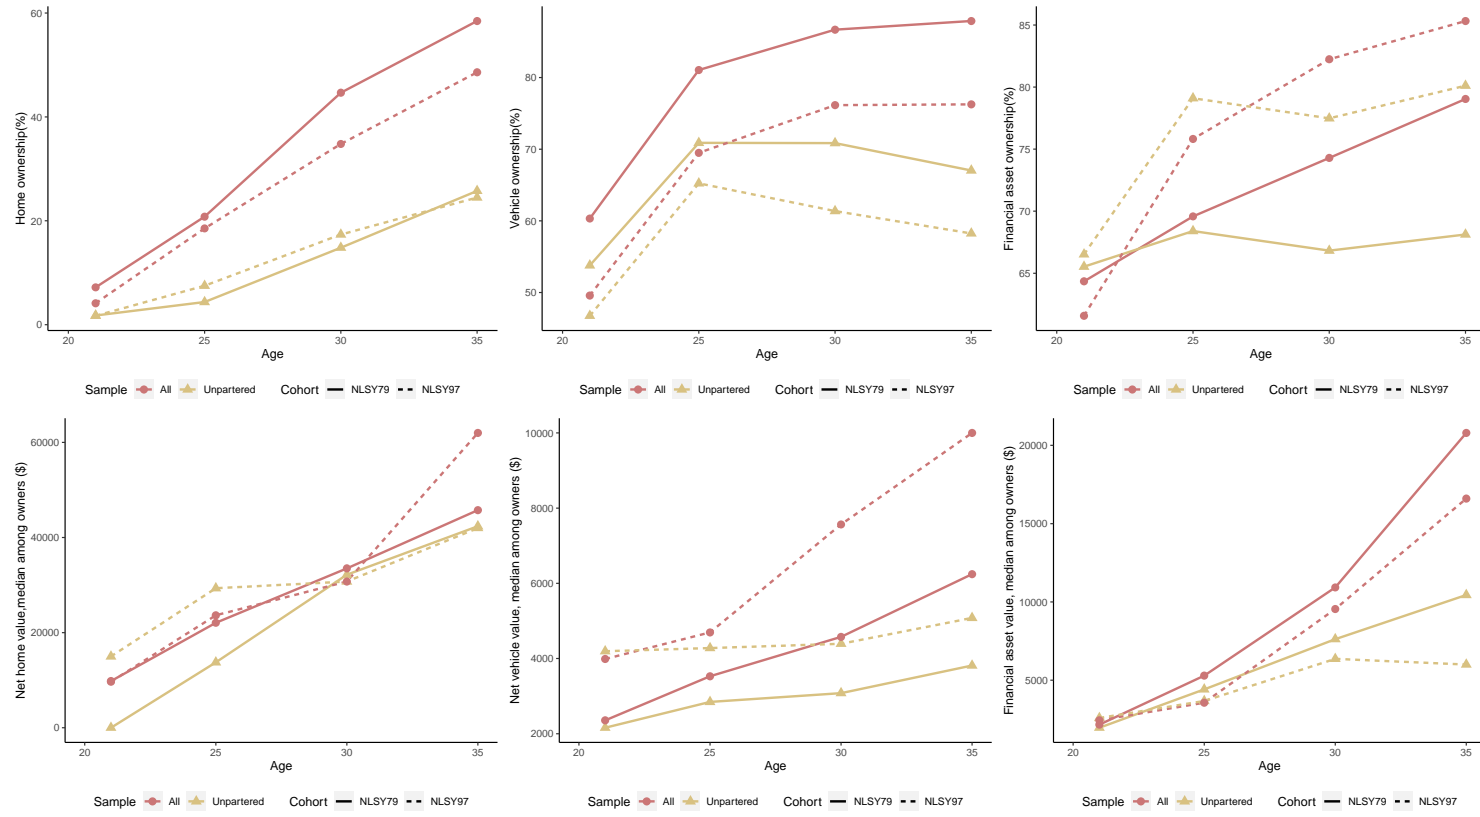 Home ownership(%)
60
40
20
0
20 25 30 35
Age
Sample All Unpartered Cohort NLSY79 NLSY97
Vehicle ownership(%)
80
70
60
50
20 25 30 35
Age
Sample All Unpartered Cohort NLSY79 NLSY97
Financial asset ownership(%)
85
80
75
70
65
20 25 30 35
Age
Sample All Unpartered Cohort NLSY79 NLSY97
Net home value,median among owners ($)
60000
40000
20000
0
20 25 30 35
Age
Sample All Unpartered Cohort NLSY79 NLSY97
Net vehicle value, median among owners ($)
10000
8000
6000
4000
2000
20 25 30 35
Age
Sample All Unpartered Cohort NLSY79 NLSY97
Financial asset value, median among owners ($)
20000
15000
10000
5000
20 25 30 35
Age
Sample All Unpartered Cohort NLSY79 NLSY97